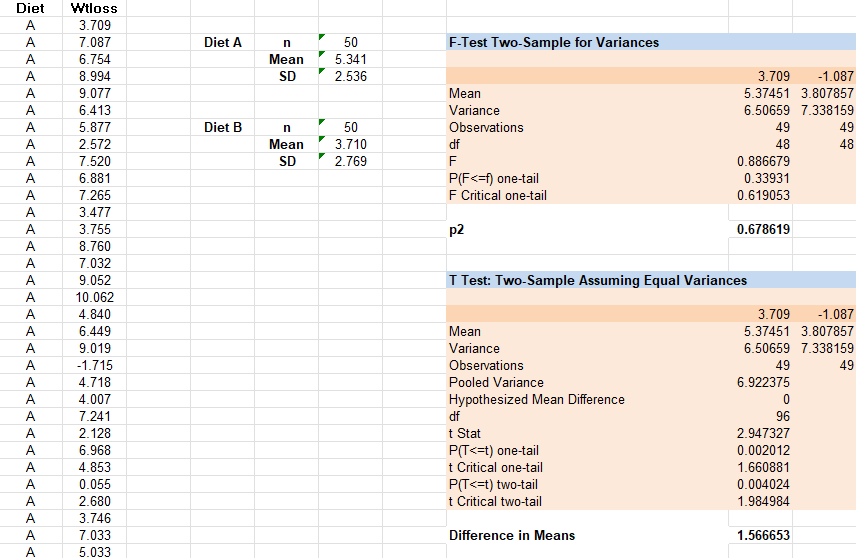 Diet Wtloss
A 3.709
A 7.087 Diet A n 50 F-Test Two-Sample for Variances
A 6.754 Mean 5.341
A 8.994 SD 2.536 3.709 -1.087
A 9.077 Mean 5.37451 3.807857
A 6.413 Variance 6.50659 7.338159
A 5.877 Diet B n 50 Observations 49 49
A 2.572 Mean 3.710 df 48 48
A 7.520 SD 2.769 F 0.886679
A 6.881 P(F<=f) one-tail 0.33931
A 7.265 F Critical one-tail 0.619053
A 3.477
A 3.755 p2 0.678619
A 8.760
A 7.032
A 9.052 T Test: Two-Sample Assuming Equal Variances
A 10.062
A 4.840 3.709 -1.087
A 6.449 Mean 5.37451 3.807857
A 9.019 Variance 6.50659 7.338159
A -1.715 Observations 49 49
A 4.718 Pooled Variance 6.922375
A 4.007 Hypothesized Mean Difference 0
A 7.241 df 96
A 2.128 t Stat 2.947327
A 6.968 P(T<=t) one-tail 0.002012
A 4.853 t Critical one-tail 1.660881
A 0.055 P(T<=t) two-tail 0.004024
A 2.680 t Critical two-tail 1.984984
A 3.746
A 7.033 Difference in Means 1.566653
A 5.033